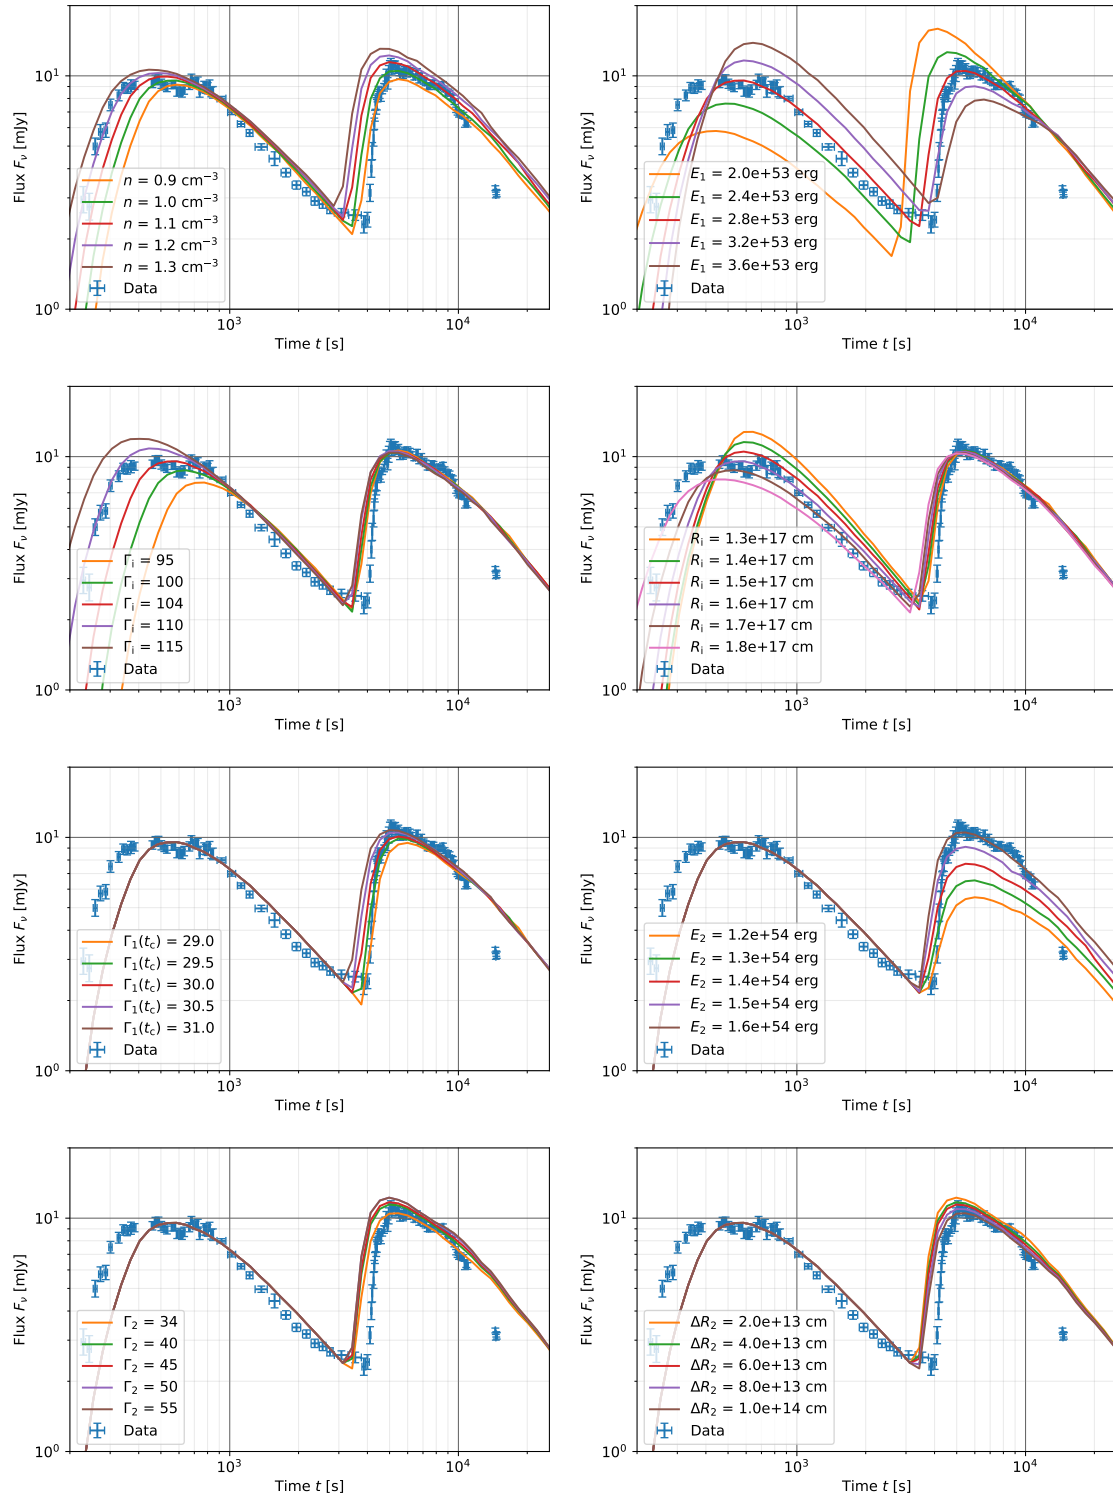 10¹
10⁰
Flux Fν [mJy]
n = 0.9 cm⁻³
n = 1.0 cm⁻³
n = 1.1 cm⁻³
n = 1.2 cm⁻³
n = 1.3 cm⁻³
Data
10³
10⁴
Time t [s]
10¹
10⁰
Flux Fν [mJy]
E₁ = 2.0e+53 erg
E₁ = 2.4e+53 erg
E₁ = 2.8e+53 erg
E₁ = 3.2e+53 erg
E₁ = 3.6e+53 erg
Data
10³
10⁴
Time t [s]
10¹
10⁰
Flux Fν [mJy]
Γᵢ = 95
Γᵢ = 100
Γᵢ = 104
Γᵢ = 110
Γᵢ = 115
Data
10³
10⁴
Time t [s]
10¹
10⁰
Flux Fν [mJy]
Rᵢ = 1.3e+17 cm
Rᵢ = 1.4e+17 cm
Rᵢ = 1.5e+17 cm
Rᵢ = 1.6e+17 cm
Rᵢ = 1.7e+17 cm
Rᵢ = 1.8e+17 cm
Data
10³
10⁴
Time t [s]
10¹
10⁰
Flux Fν [mJy]
Γ₁(t_c) = 29.0
Γ₁(t_c) = 29.5
Γ₁(t_c) = 30.0
Γ₁(t_c) = 30.5
Γ₁(t_c) = 31.0
Data
10³
10⁴
Time t [s]
10¹
10⁰
Flux Fν [mJy]
E₂ = 1.2e+54 erg
E₂ = 1.3e+54 erg
E₂ = 1.4e+54 erg
E₂ = 1.5e+54 erg
E₂ = 1.6e+54 erg
Data
10³
10⁴
Time t [s]
10¹
10⁰
Flux Fν [mJy]
Γ₂ = 34
Γ₂ = 40
Γ₂ = 45
Γ₂ = 50
Γ₂ = 55
Data
10³
10⁴
Time t [s]
10¹
10⁰
Flux Fν [mJy]
ΔR₂ = 2.0e+13 cm
ΔR₂ = 4.0e+13 cm
ΔR₂ = 6.0e+13 cm
ΔR₂ = 8.0e+13 cm
ΔR₂ = 1.0e+14 cm
Data
10³
10⁴
Time t [s]